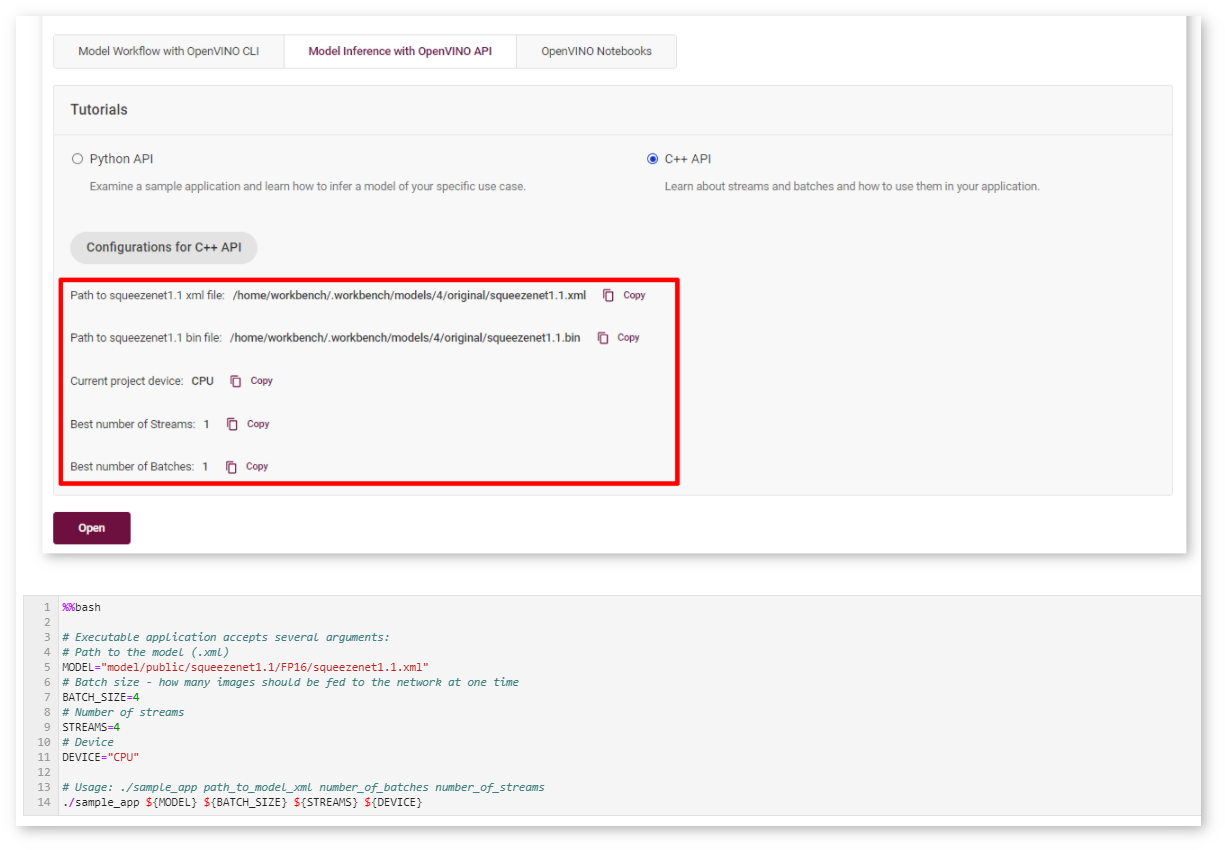 Model Workflow with OpenVINO CLI Model Inference with OpenVINO API OpenVINO Notebooks
Tutorials
Python API C++ API
Examine a sample application and learn how to infer a model of your specific use case. Learn about streams and batches and how to use them in your application.
Configurations for C++ API
Path to squeezenet1.1 xml file: /home/workbench/.workbench/models/4/original/squeezenet1.1.xml Copy
Path to squeezenet1.1 bin file: /home/workbench/.workbench/models/4/original/squeezenet1.1.bin Copy
Current project device: CPU Copy
Best number of Streams: 1 Copy
Best number of Batches: 1 Copy
Open
1 %%bash
2
3 # Executable application accepts several arguments:
4 # Path to the model (.xml)
5 MODEL="model/public/squeezenet1.1/FP16/squeezenet1.1.xml"
6 # Batch size - how many images should be fed to the network at one time
7 BATCH_SIZE=4
8 # Number of streams
9 STREAMS=4
10 # Device
11 DEVICE="CPU"
12
13 # Usage: ./sample_app path_to_model_xml number_of_batches number_of_streams
14 ./sample_app ${MODEL} ${BATCH_SIZE} ${STREAMS} ${DEVICE}